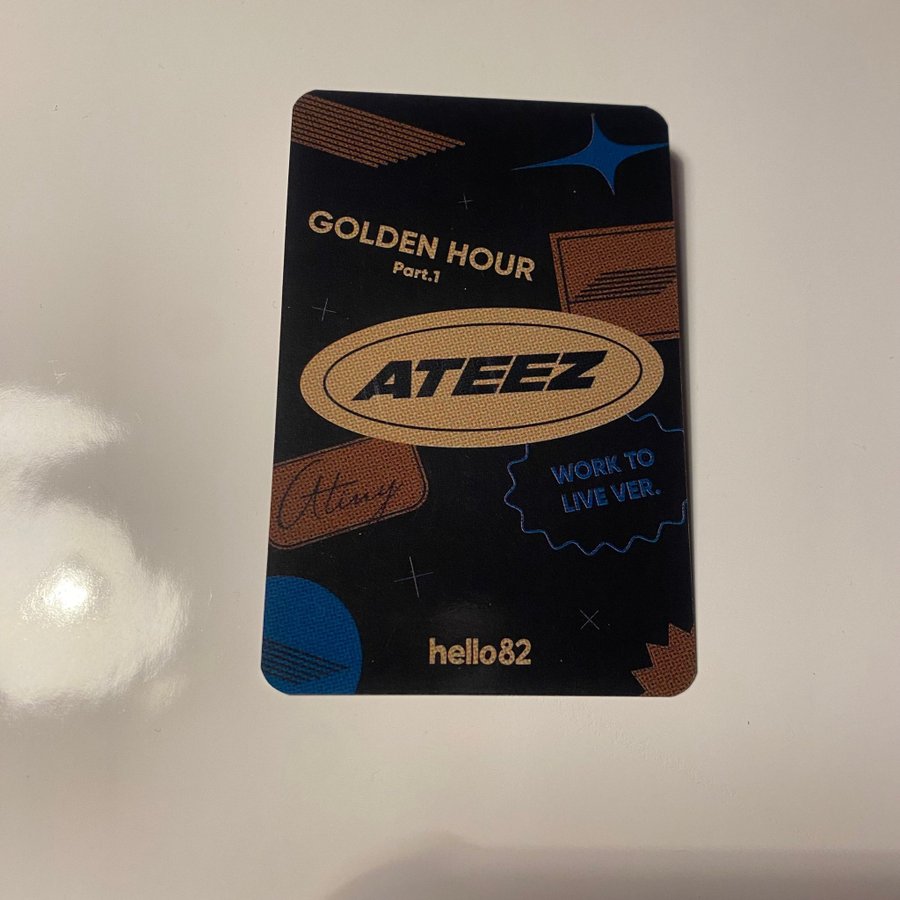 GOLDEN HOUR
Part.1
ATEEZ
Atiny
WORK TO
LIVE VER.
hello82